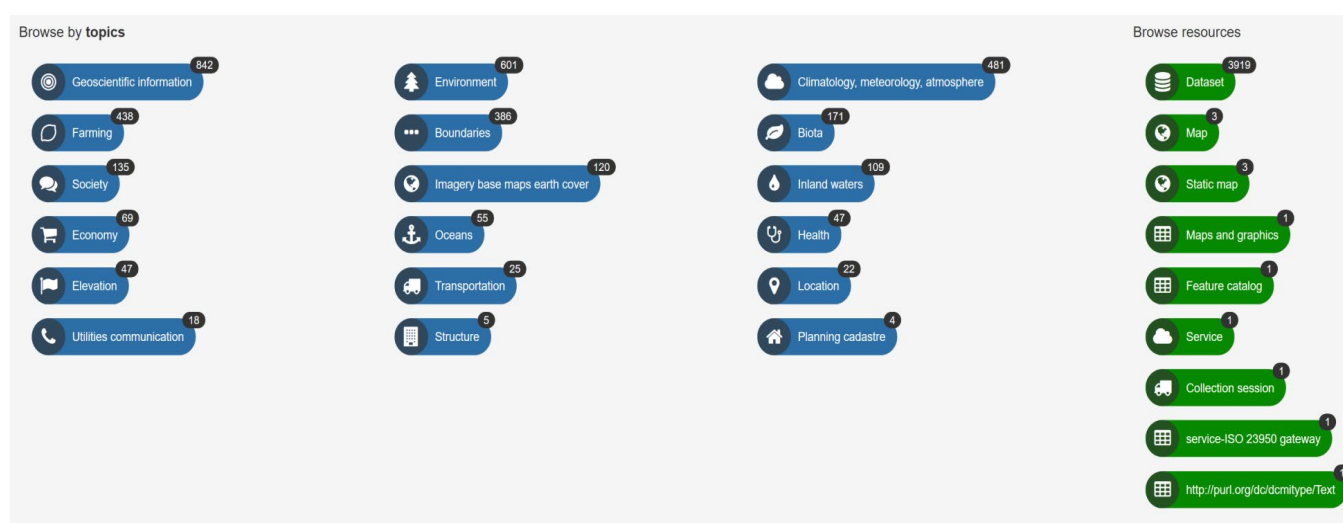 Browse by topics
Browse resources
842
Geoscientific information
601
Environment
481
Climatology, meteorology, atmosphere
3919
Dataset
438
Farming
386
Boundaries
171
Biota
3
Map
135
Society
120
Imagery base maps earth cover
109
Inland waters
3
Static map
69
Economy
55
Oceans
47
Health
1
Maps and graphics
47
Elevation
25
Transportation
22
Location
1
Feature catalog
18
Utilities communication
5
Structure
4
Planning cadastre
1
Service
1
Collection session
1
service-ISO 23950 gateway
1
http://purl.org/dc/dcmitype/Text